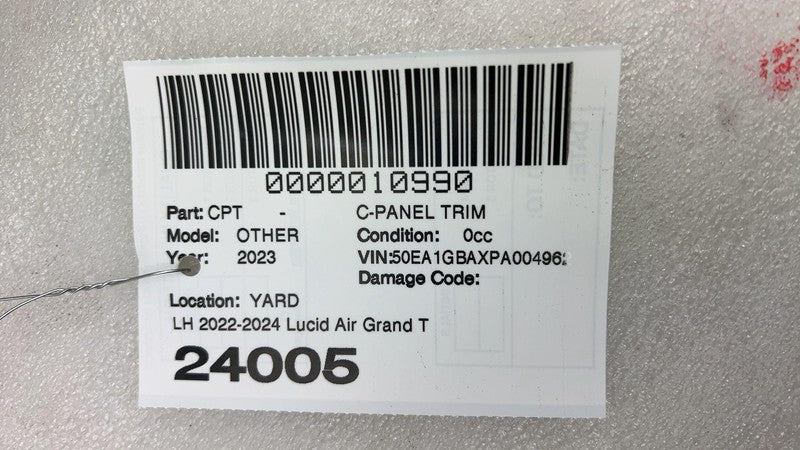 0000010990
Part: CPT - C-PANEL TRIM
Model: OTHER Condition: 0cc
Year: 2023 VIN:50EA1GBAXPA00496
Damage Code:
Location: YARD
LH 2022-2024 Lucid Air Grand T
24005